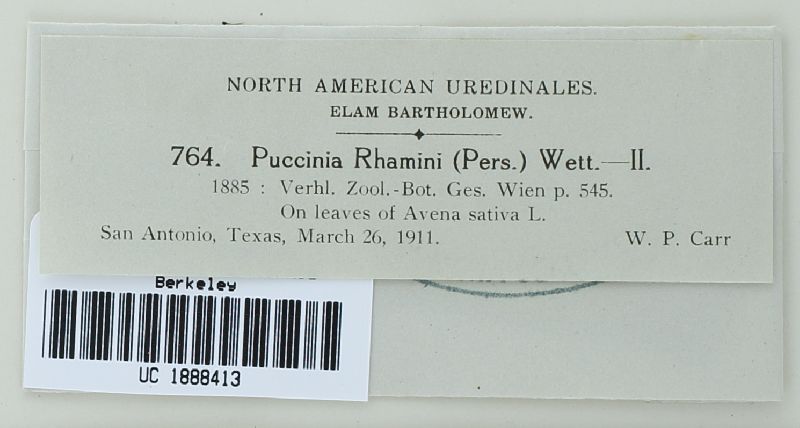 NORTH AMERICAN UREDINALES.
ELAM BARTHOLOMEW.
764. Puccinia Rhamini (Pers.) Wett.—II.
1885 : Verhl. Zool.-Bot. Ges. Wien p. 545.
On leaves of Avena sativa L.
San Antonio, Texas, March 26, 1911. W. P. Carr
Berkeley
UC 1888413